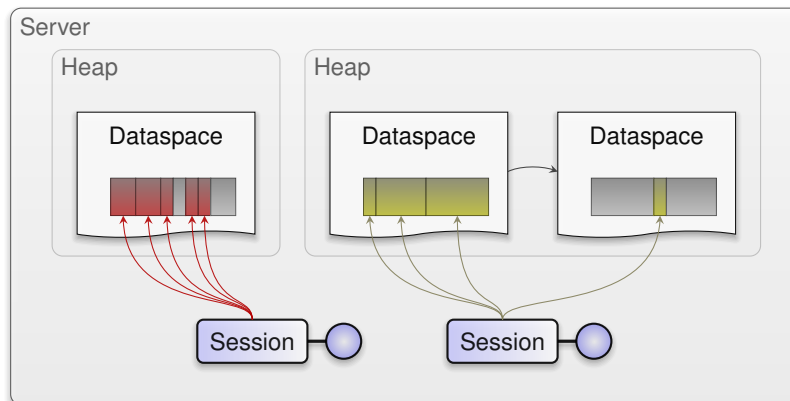 Server
Heap
Heap
Dataspace
Dataspace
Dataspace
Session
Session